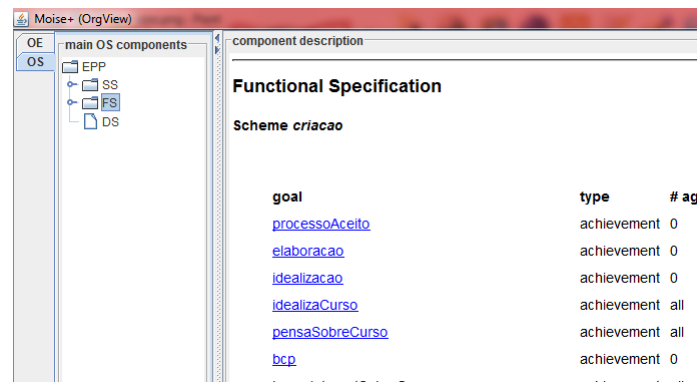 Moise+ (OrgView)
OE
OS
main OS components
EPP
SS
FS
DS
component description
Functional Specification
Scheme criacao
goal type # ag
processoAceito achievement 0
elaboracao achievement 0
idealizacao achievement 0
idealizaCurso achievement all
pensaSobreCurso achievement all
bcp achievement 0